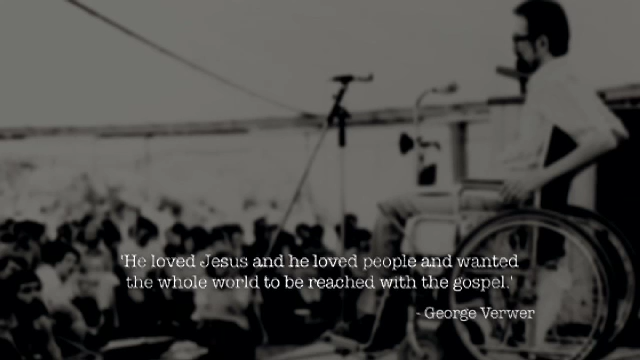 'He loved Jesus and he loved people and wanted
the whole world to be reached with the gospel.'
- George Verwer